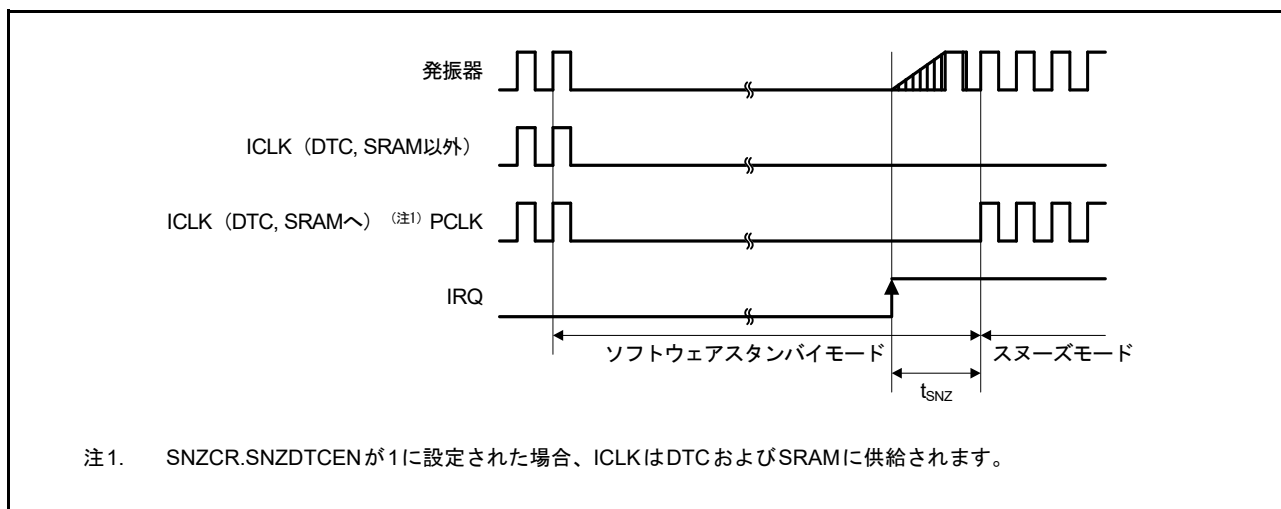 発振器
ICLK（DTC, SRAM以外）
ICLK（DTC, SRAMへ）（注1）PCLK
IRQ
ソフトウェアスタンバイモード
スヌーズモード
tSNZ
注1. SNZCR.SNZDTCENが1に設定された場合、ICLKはDTCおよびSRAMに供給されます。